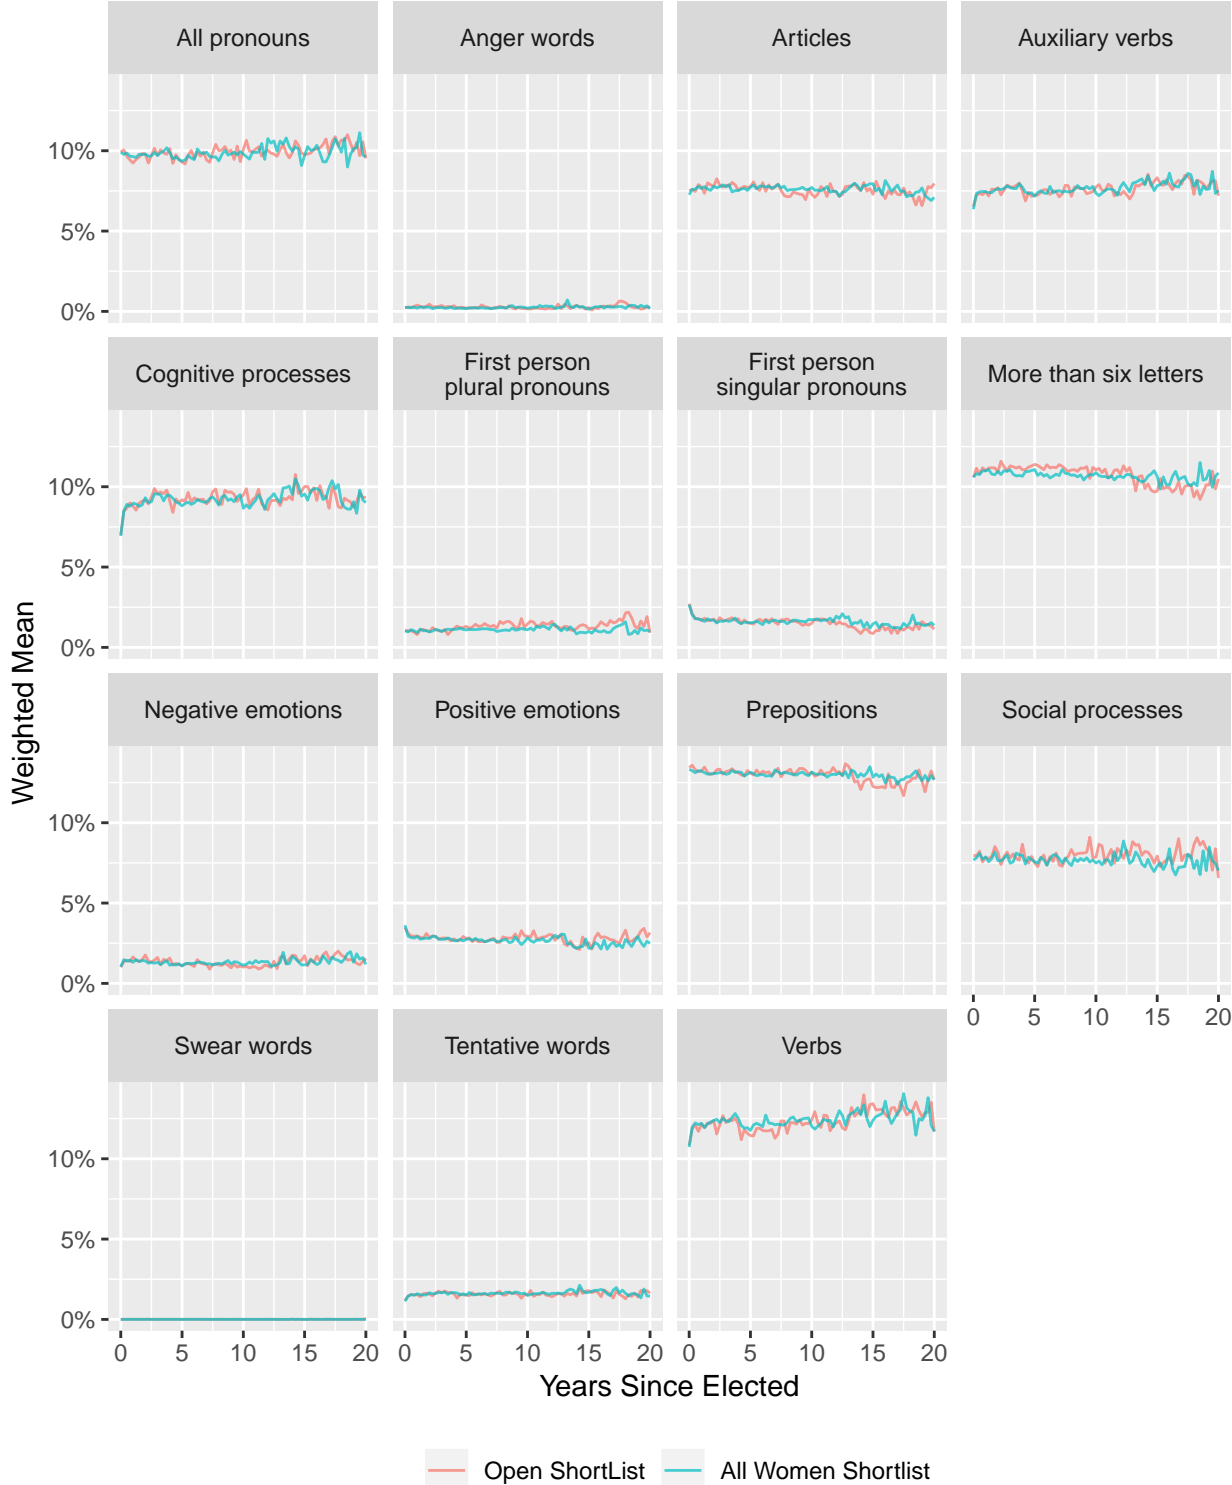 All pronouns
Anger words
Articles
Auxiliary verbs
10%
5%
0%
Cognitive processes
First person
plural pronouns
First person
singular pronouns
More than six letters
10%
5%
0%
Weighted Mean
Negative emotions
Positive emotions
Prepositions
Social processes
10%
5%
0%
0 5 10 15 20
Swear words
Tentative words
Verbs
10%
5%
0%
0 5 10 15 20
0 5 10 15 20
0 5 10 15 20
Years Since Elected
Open ShortList
All Women Shortlist